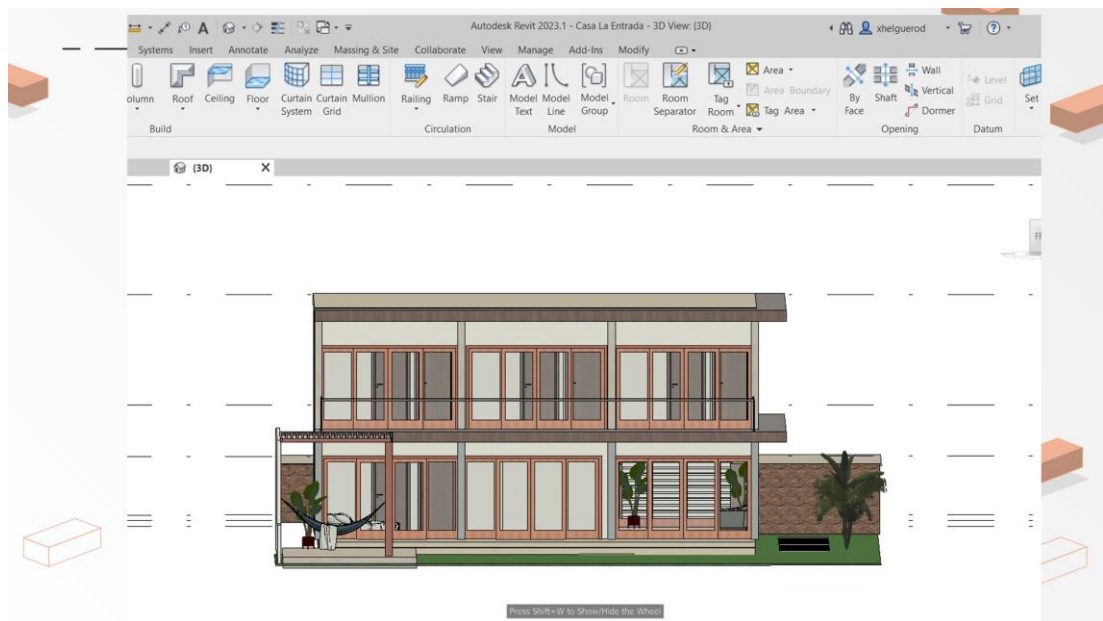 Autodesk Revit 2023.1 - Casa La Entrada - 3D View: {3D}
xhelguerod
Systems Insert Annotate Analyze Massing & Site Collaborate View Manage Add-Ins Modify
olumn Roof Ceiling Floor Curtain System Curtain Grid Mullion Railing Ramp Stair Model Text Model Line Model Group Room Room Separator Tag Room
Area
Area Boundary
Tag Area
By Face Shaft
Wall
Vertical
Dormer
Level
Grid
Set
Build Circulation Model Room & Area Opening Datum
{3D}
Press Shift+W to Show/Hide the Wheel